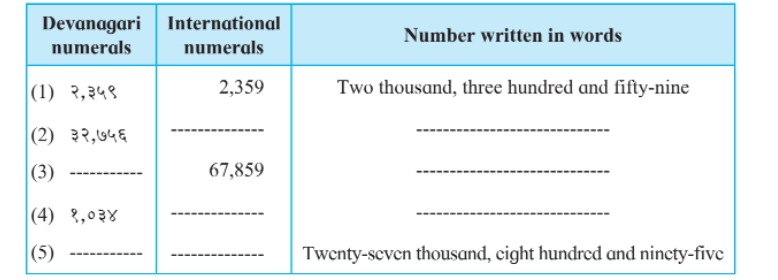 Devanagari numerals International numerals Number written in words
(1) २,३५९ 2,359 Two thousand, three hundred and fifty-nine
(2) ३२,७५६ -------------- -----------------------------
(3) ----------- 67,859 -----------------------------
(4) १,०३४ -------------- -----------------------------
(5) ----------- -------------- Twenty-seven thousand, eight hundred and ninety-five